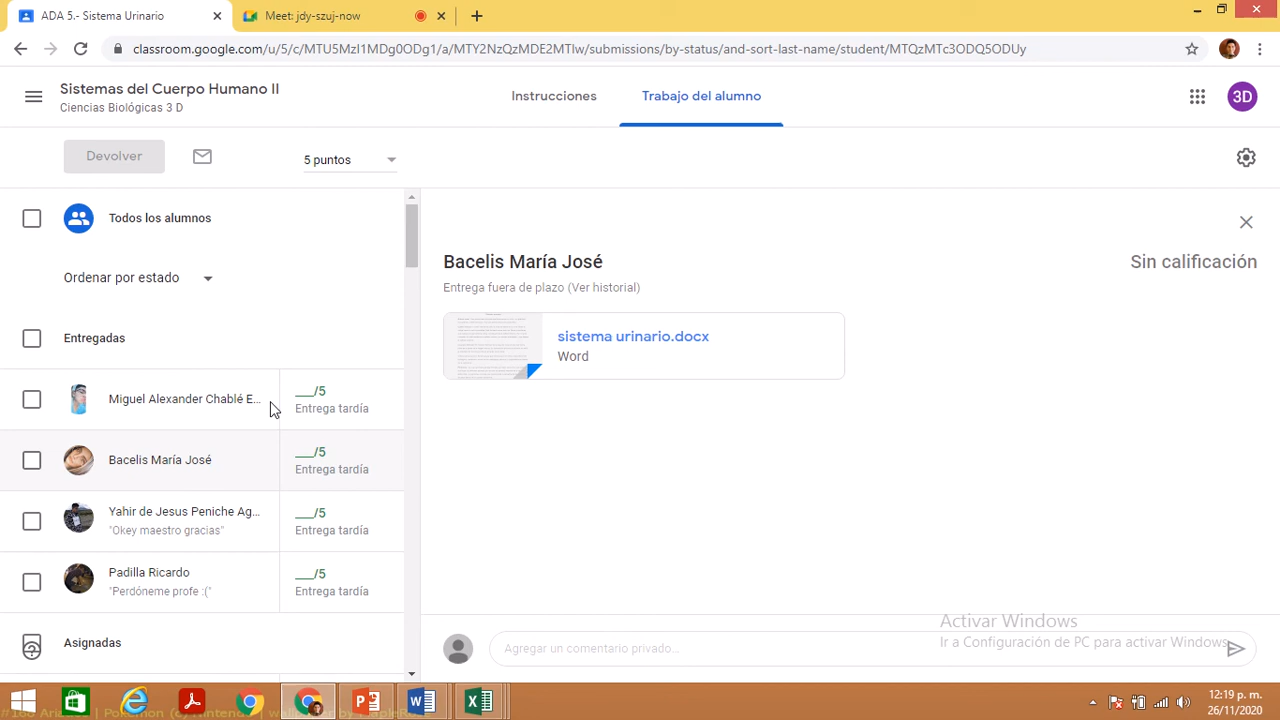 ADA 5.- Sistema Urinario
Meet: jdy-szuj-now
classroom.google.com/u/5/c/MTU5MzI1MDg0ODg1/a/MTY2NzQzMDE2MTIw/submissions/by-status/and-sort-last-name/student/MTQzMTc3ODQ5ODUy
Sistemas del Cuerpo Humano II
Ciencias Biológicas 3 D
Instrucciones
Trabajo del alumno
3D
Devolver
5 puntos
Todos los alumnos
Ordenar por estado
Entregadas
Miguel Alexander Chablé E...
___/5
Entrega tardía
Bacelis María José
___/5
Entrega tardía
Yahir de Jesus Peniche Ag...
"Okey maestro gracias"
___/5
Entrega tardía
Padilla Ricardo
"Perdóneme profe :("
___/5
Entrega tardía
Asignadas
Bacelis María José
Sin calificación
Entrega fuera de plazo (Ver historial)
sistema urinario.docx
Word
Agregar un comentario privado...
Activar Windows
Ir a Configuración de PC para activar Windows.
12:19 p. m.
26/11/2020